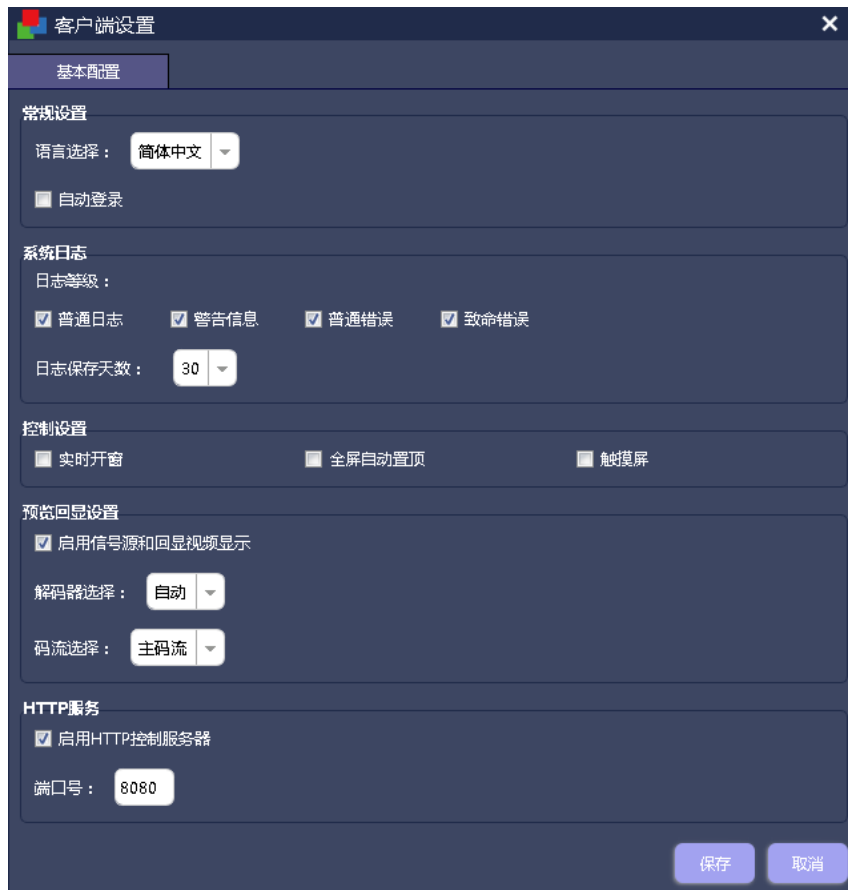 客户端设置
基本配置
常规设置
语言选择： 简体中文
自动登录
系统日志
日志等级：
普通日志 警告信息 普通错误 致命错误
日志保存天数： 30
控制设置
实时开窗 全屏自动置顶 触摸屏
预览回显设置
启用信号源和回显视频显示
解码器选择： 自动
码流选择： 主码流
HTTP服务
启用HTTP控制服务器
端口号： 8080
保存 取消